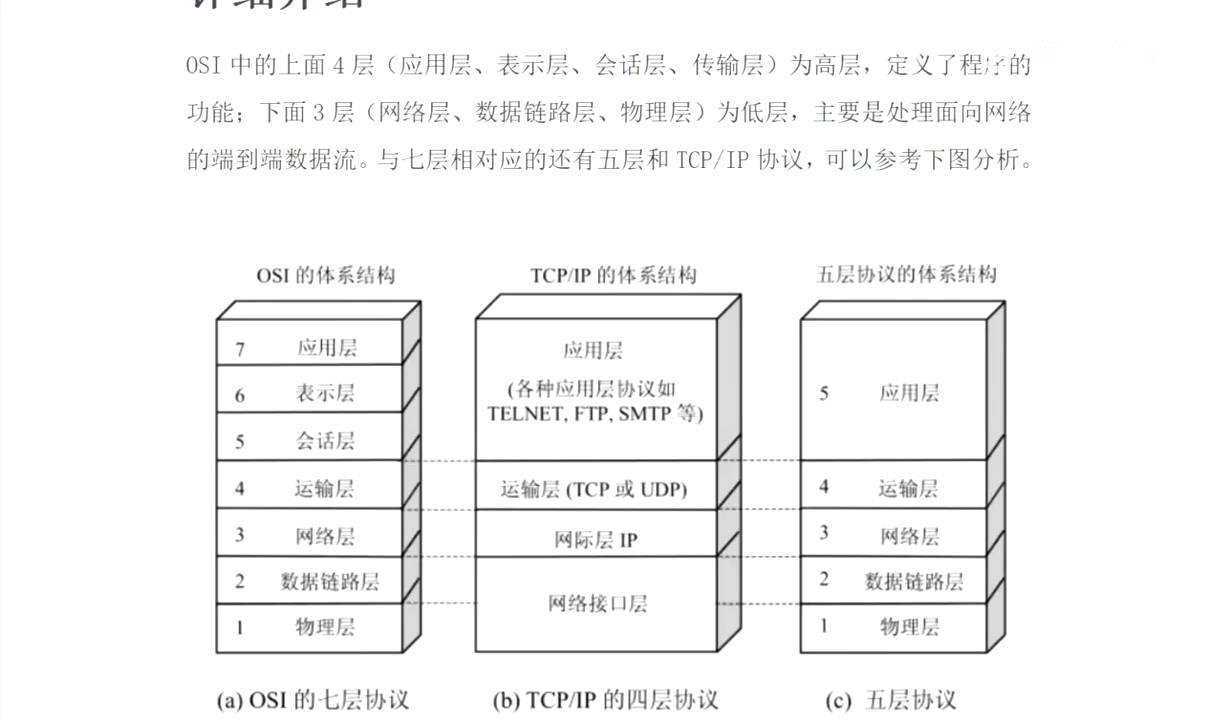 详细介绍
OSI 中的上面 4 层（应用层、表示层、会话层、传输层）为高层，定义了程序的
功能；下面 3 层（网络层、数据链路层、物理层）为低层，主要是处理面向网络
的端到端数据流。与七层相对应的还有五层和 TCP/IP 协议，可以参考下图分析。
OSI 的体系结构
7 应用层
6 表示层
5 会话层
4 运输层
3 网络层
2 数据链路层
1 物理层
(a) OSI 的七层协议
TCP/IP 的体系结构
应用层
(各种应用层协议如
TELNET, FTP, SMTP 等)
运输层 (TCP 或 UDP)
网际层 IP
网络接口层
(b) TCP/IP 的四层协议
五层协议的体系结构
5 应用层
4 运输层
3 网络层
2 数据链路层
1 物理层
(c) 五层协议